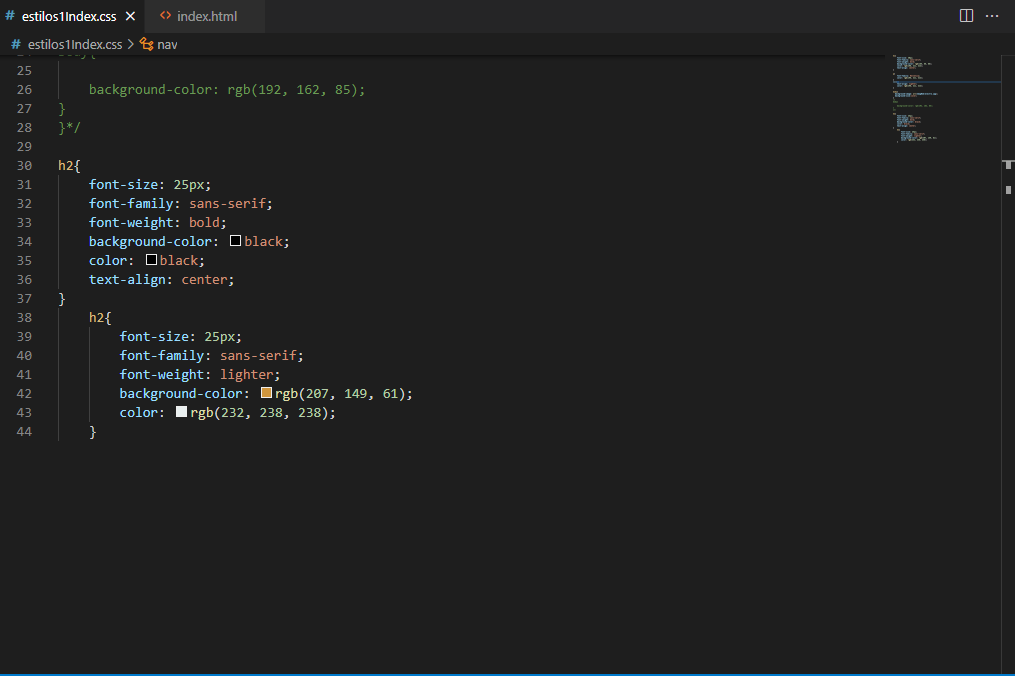 # estilos1Index.css × <> index.html ···
# estilos1Index.css > nav
25
26 background-color: rgb(192, 162, 85);
27 }
28 }*/
29
30 h2{
31 font-size: 25px;
32 font-family: sans-serif;
33 font-weight: bold;
34 background-color: black;
35 color: black;
36 text-align: center;
37 }
38 h2{
39 font-size: 25px;
40 font-family: sans-serif;
41 font-weight: lighter;
42 background-color: rgb(207, 149, 61);
43 color: rgb(232, 238, 238);
44 }